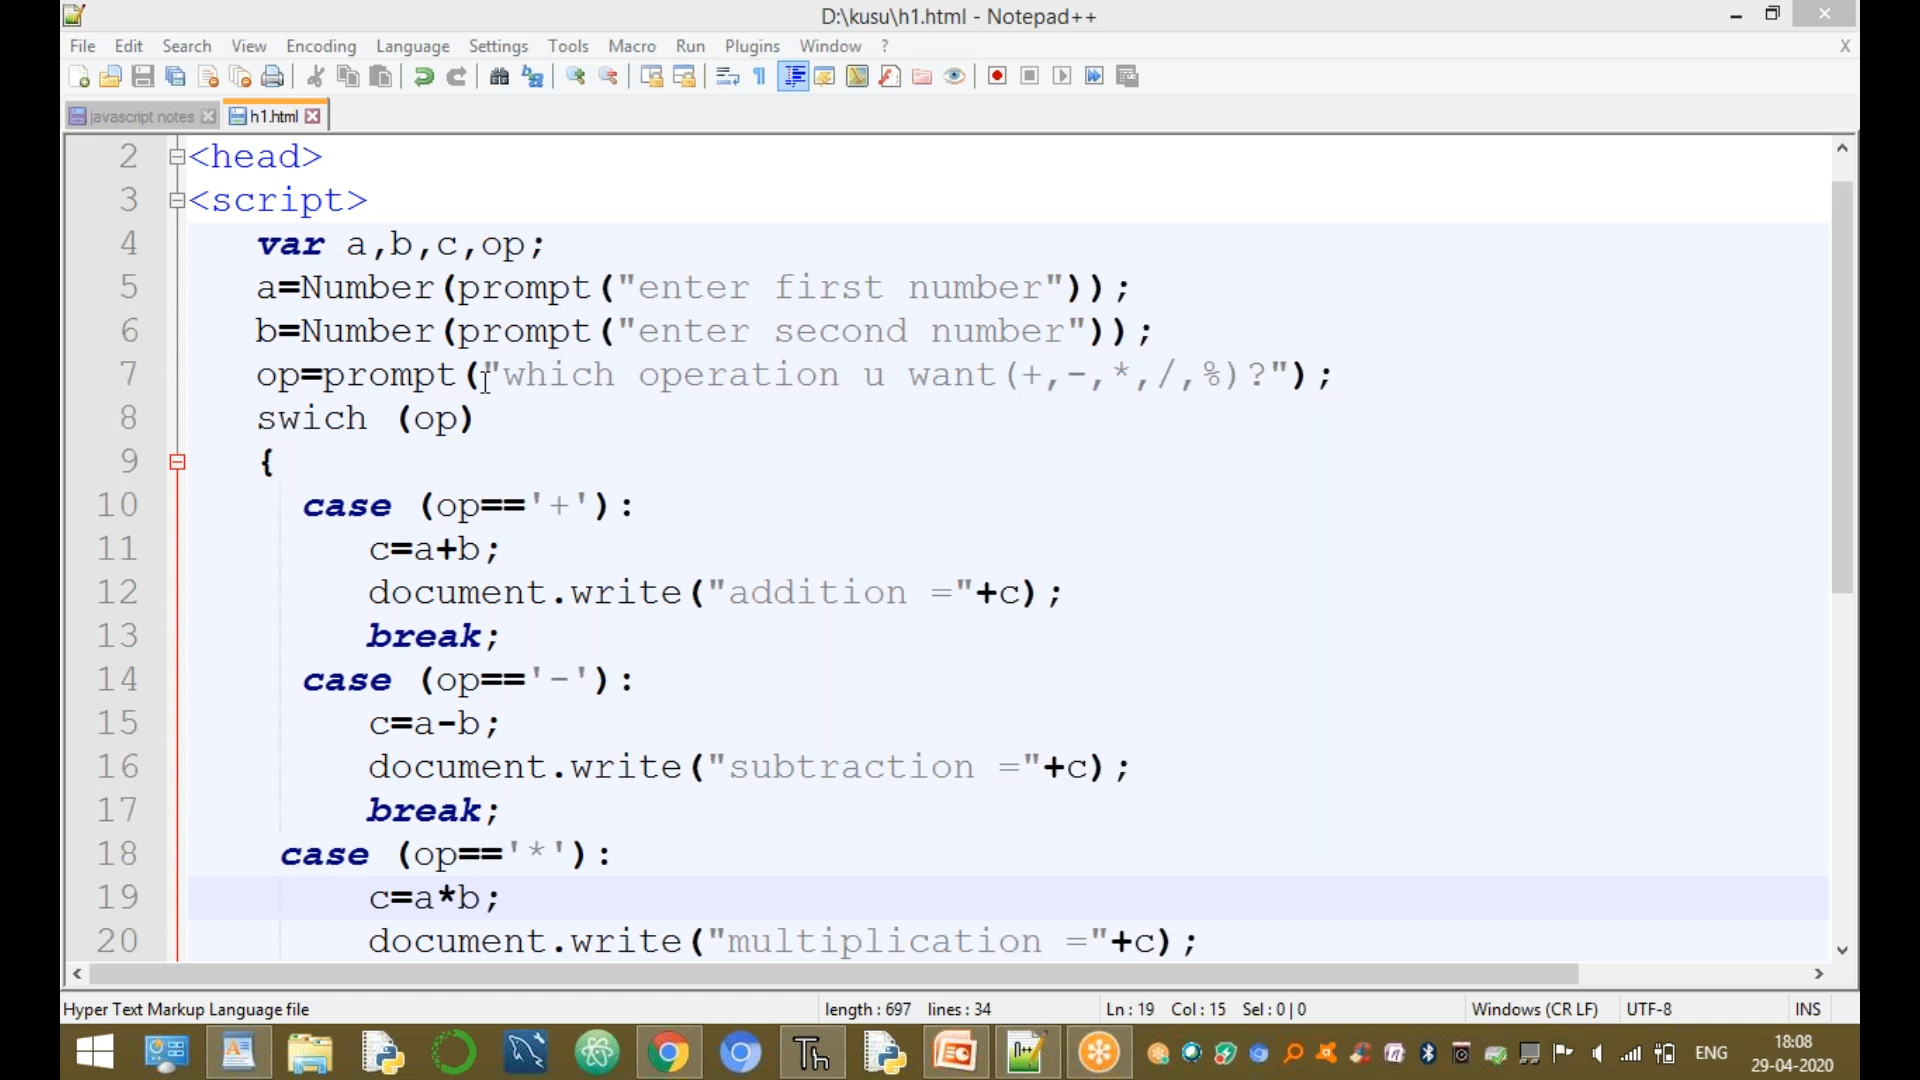 D:\kusu\h1.html - Notepad++
File Edit Search View Encoding Language Settings Tools Macro Run Plugins Window ? X
javascript notes h1.html
2 <head>
3 <script>
4 var a,b,c,op;
5 a=Number(prompt("enter first number"));
6 b=Number(prompt("enter second number"));
7 op=prompt("which operation u want(+,-,*,/,%)?");
8 swich (op)
9 {
10 case (op=='+'):
11 c=a+b;
12 document.write("addition ="+c);
13 break;
14 case (op=='-'):
15 c=a-b;
16 document.write("subtraction ="+c);
17 break;
18 case (op=='*'):
19 c=a*b;
20 document.write("multiplication ="+c);
Hyper Text Markup Language file length : 697 lines : 34 Ln : 19 Col : 15 Sel : 0 | 0 Windows (CR LF) UTF-8 INS
Th n++ ENG 18:08
29-04-2020